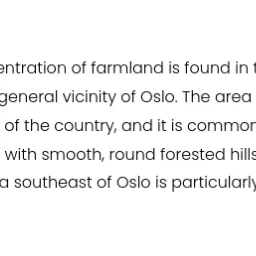 entration of farmland is found in t
general vicinity of Oslo. The area
of the country, and it is common
with smooth, round forested hills
a southeast of Oslo is particularly